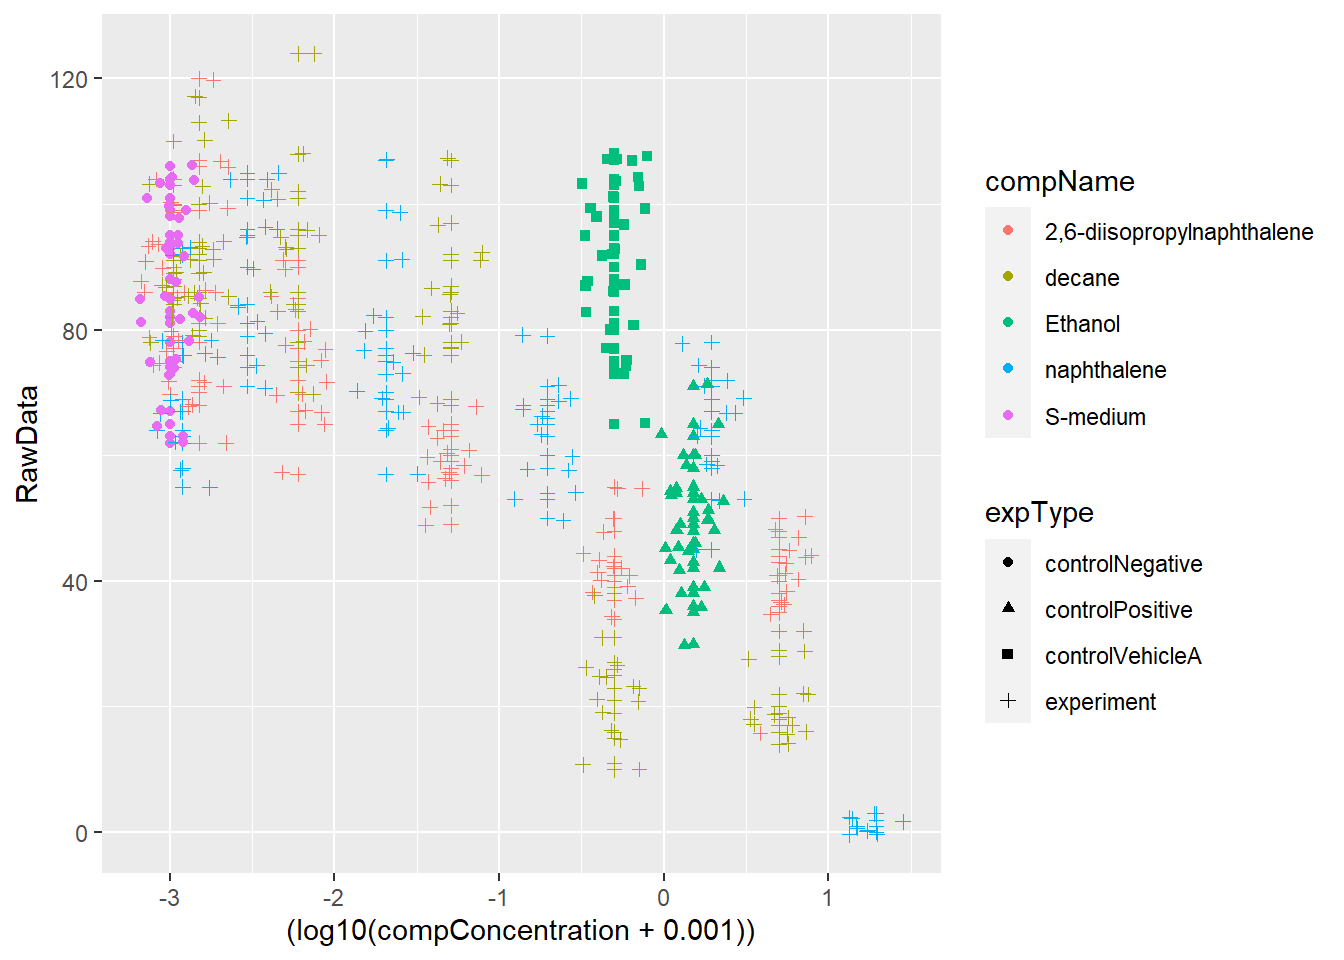 120
80
40
0
RawData
-3
-2
-1
0
1
(log10(compConcentration + 0.001))
compName
2,6-diisopropylnaphthalene
decane
Ethanol
naphthalene
S-medium
expType
controlNegative
controlPositive
controlVehicleA
experiment